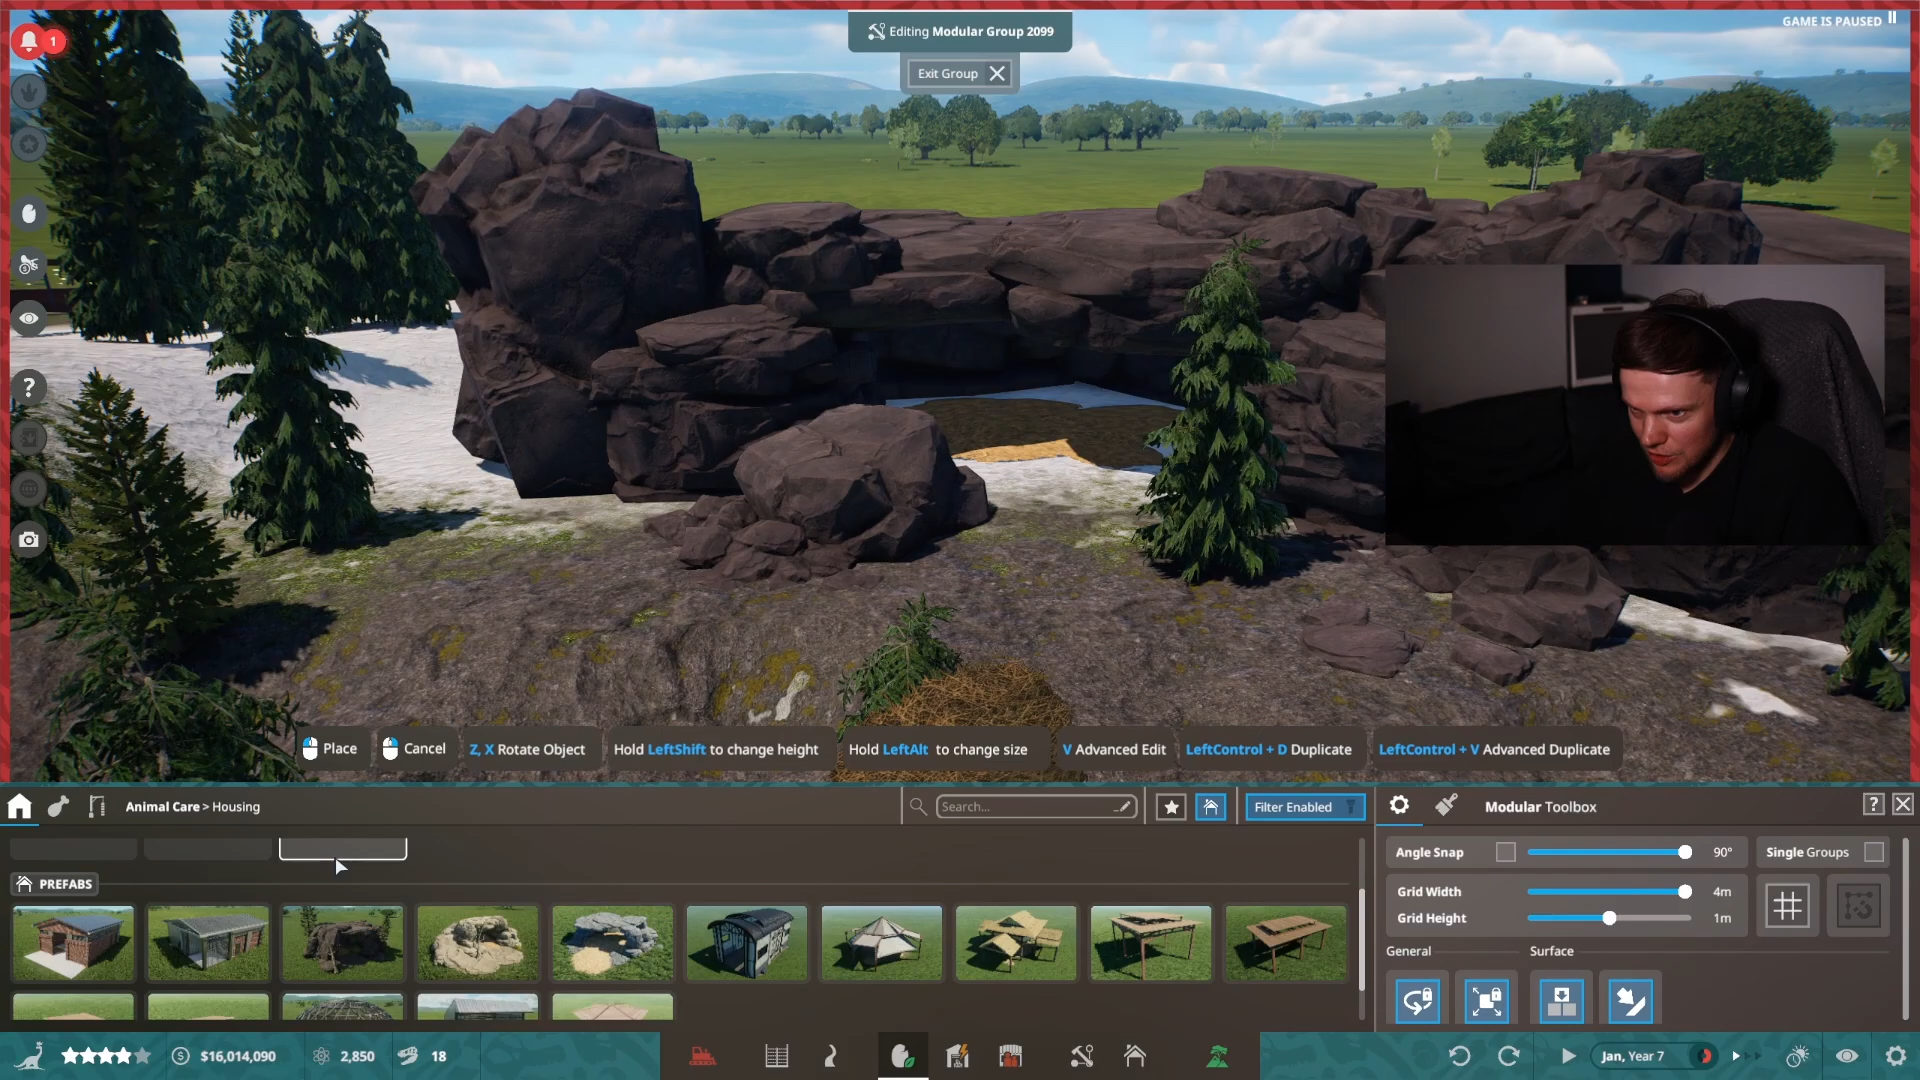 Editing Modular Group 2099
GAME IS PAUSED
1
Exit Group
?
Place
Cancel
Z, X Rotate Object
Hold LeftShift to change height
Hold LeftAlt to change size
V Advanced Edit
LeftControl + D Duplicate
LeftControl + V Advanced Duplicate
Animal Care > Housing
Search...
Filter Enabled
Modular Toolbox
?
Angle Snap
90°
Single Groups
PREFABS
Grid Width
4m
Grid Height
1m
General
Surface
$16,014,090
2,850
18
Jan, Year 7